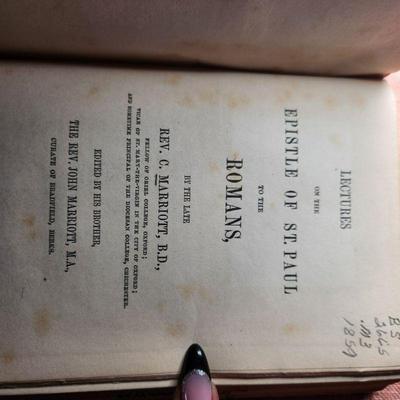 LECTURES
ON THE
EPISTLE OF ST. PAUL
TO THE
ROMANS,
BY THE LATE
REV. C. MARRIOTT, B.D.,
FELLOW OF ORIEL COLLEGE, OXFORD;
VICAR OF ST. MARY-THE-VIRGIN IN THE CITY OF OXFORD;
AND SOMETIME PRINCIPAL OF THE DIOCESAN COLLEGE, CHICHESTER.
EDITED BY HIS BROTHER,
THE REV. JOHN MARRIOTT, M.A.,
CURATE OF BRADFIELD, BERKS.
BS
2665
.M3
1859